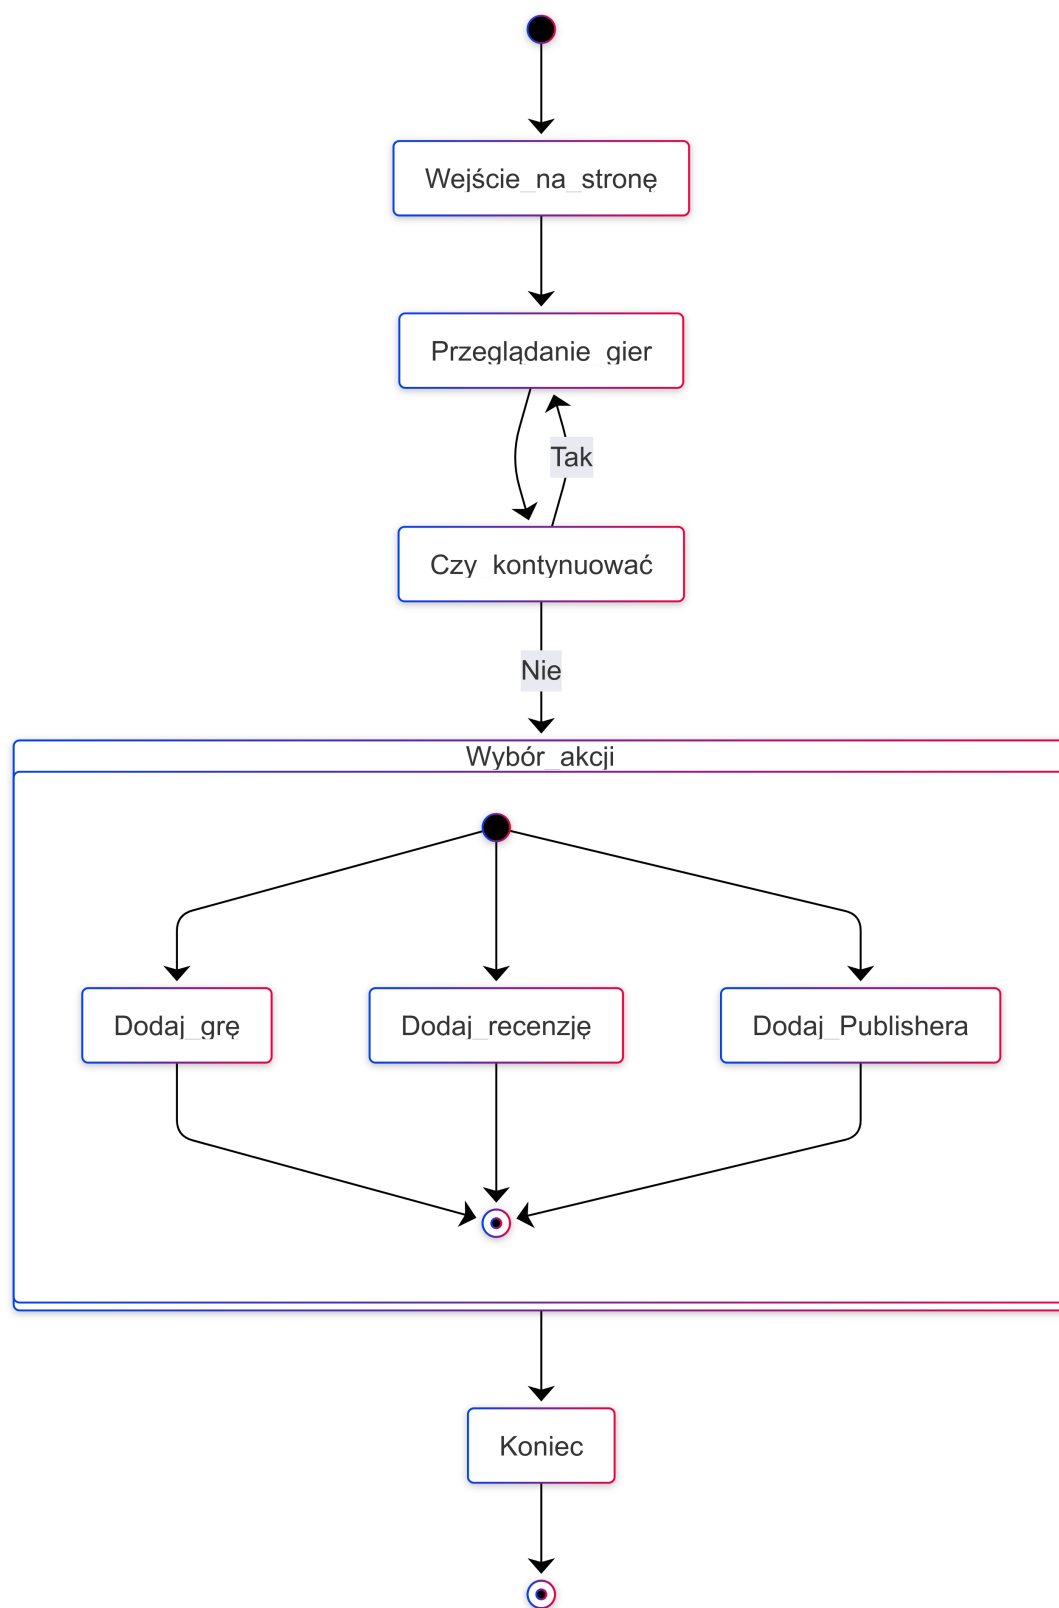 Wejście_na_stronę
Przeglądanie_gier
Tak
Czy_kontynuować
Nie
Wybór_akcji
Dodaj_grę
Dodaj_recenzję
Dodaj_Publishera
Koniec